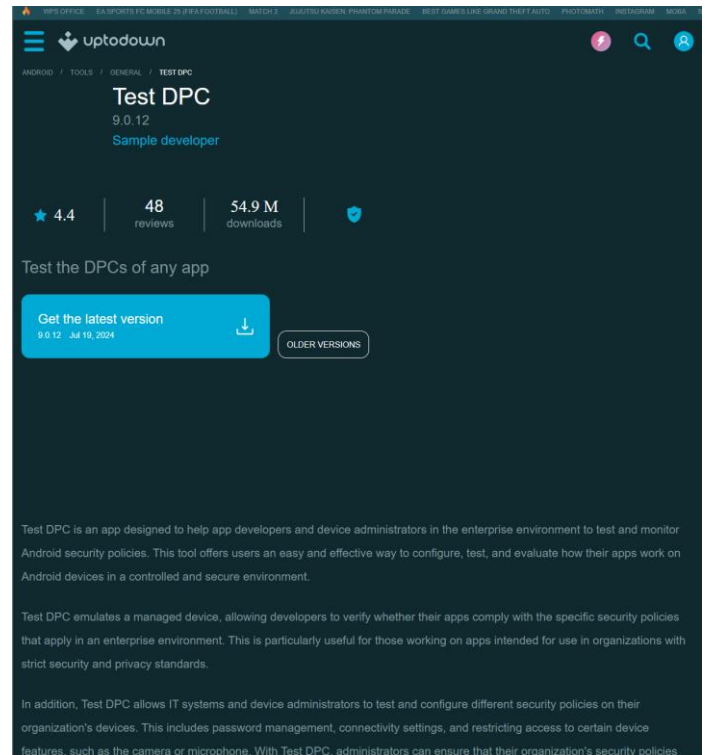 WPS OFFICE EA SPORTS FC MOBILE 25 (FIFA FOOTBALL) MATCH 3 JUJUTSU KAISEN PHANTOM PARADE BEST GAMES LIKE GRAND THEFT AUTO PHOTOMATH INSTAGRAM MOBA
uptodown
ANDROID / TOOLS / GENERAL / TEST DPC
Test DPC
9.0.12
Sample developer
4.4
48
reviews
54.9 M
downloads
Test the DPCs of any app
Get the latest version
9.0.12 Jul 19, 2024
OLDER VERSIONS
Test DPC is an app designed to help app developers and device administrators in the enterprise environment to test and monitor
Android security policies. This tool offers users an easy and effective way to configure, test, and evaluate how their apps work on
Android devices in a controlled and secure environment.
Test DPC emulates a managed device, allowing developers to verify whether their apps comply with the specific security policies
that apply in an enterprise environment. This is particularly useful for those working on apps intended for use in organizations with
strict security and privacy standards.
In addition, Test DPC allows IT systems and device administrators to test and configure different security policies on their
organization's devices. This includes password management, connectivity settings, and restricting access to certain device
features, such as the camera or microphone. With Test DPC, administrators can ensure that their organization's security policies